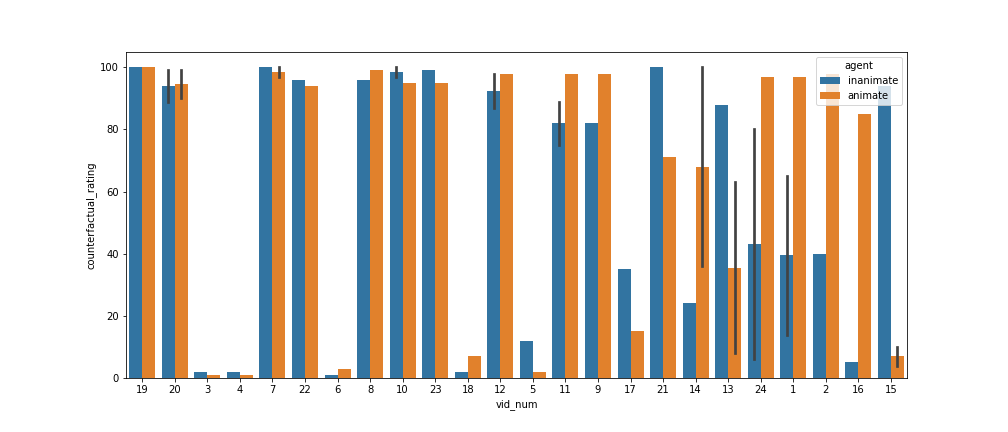 100
80
60
40
20
0
counterfactual_rating
agent
inanimate
animate
19 20 3 4 7 22 6 8 10 23 18 12 5 11 9 17 21 14 13 24 1 2 16 15
vid_num